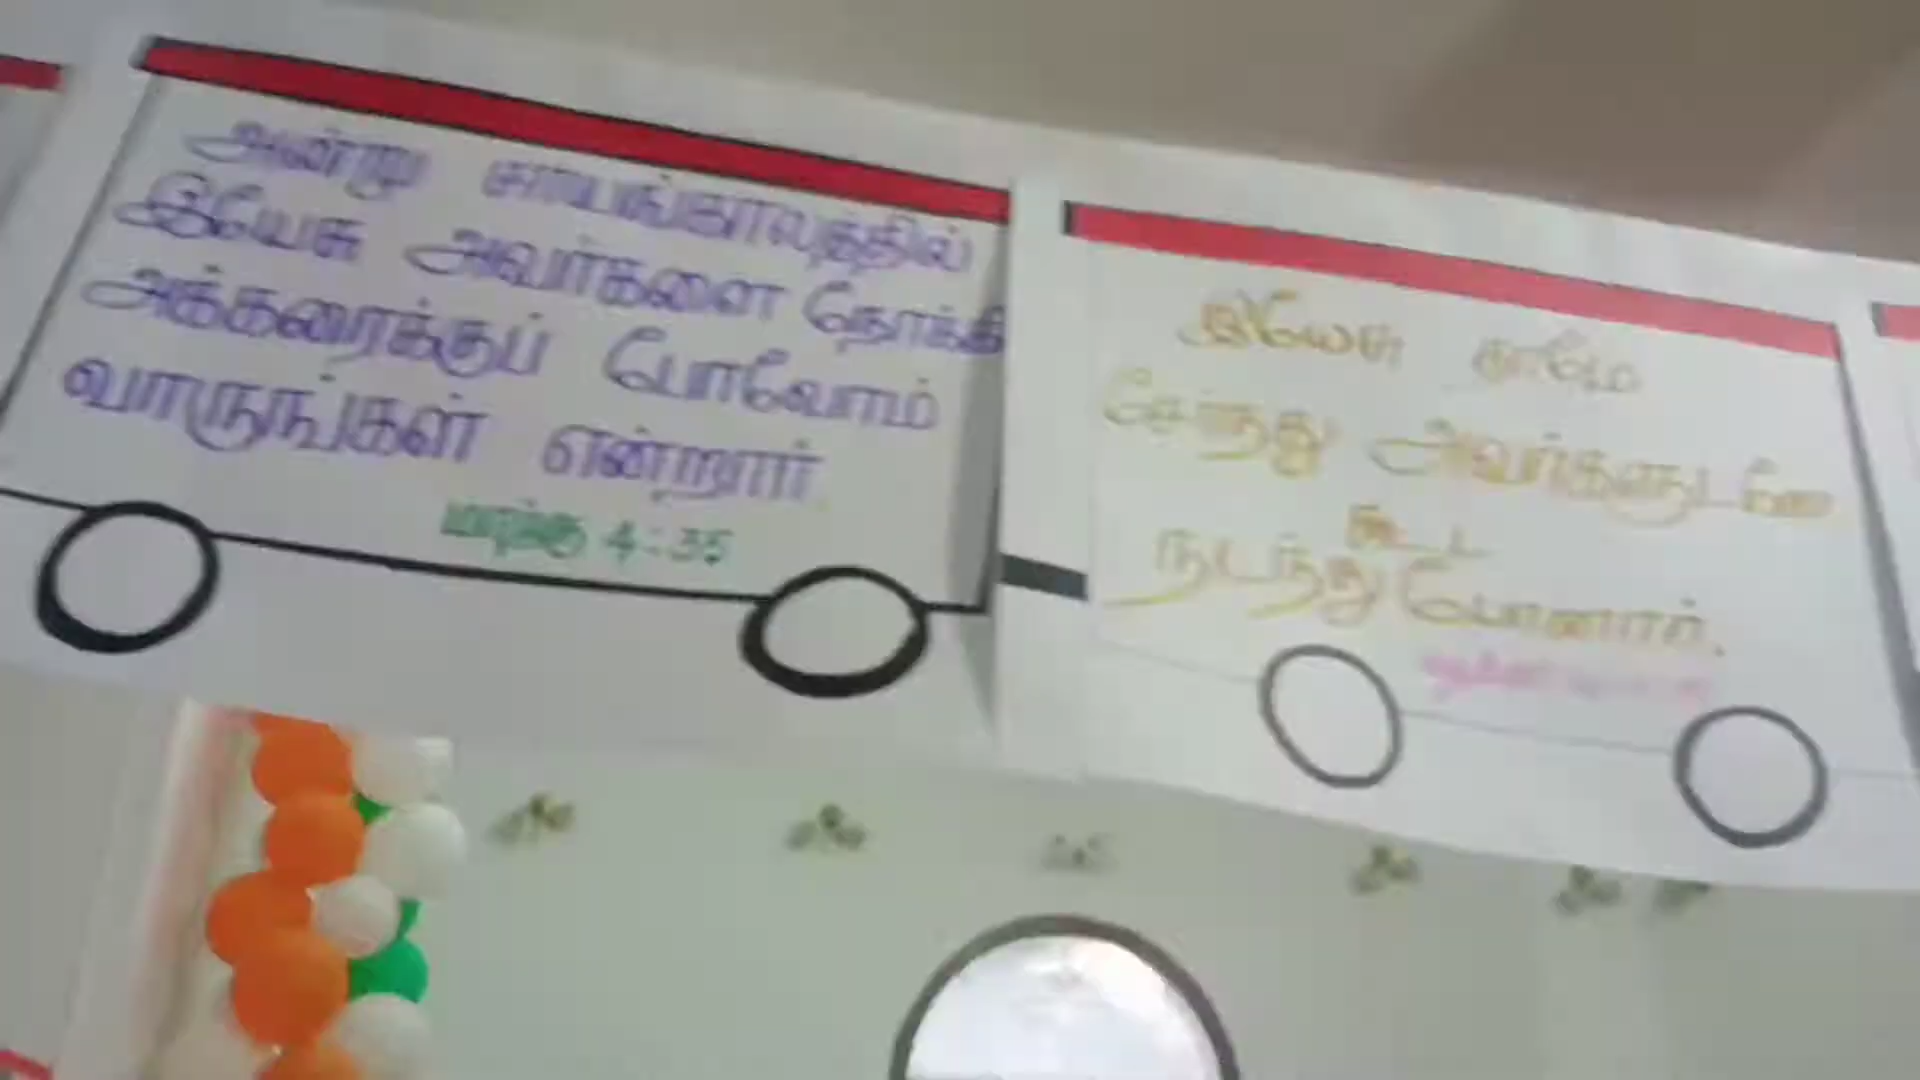 அன்று சாயங்காலத்தில்
இயேசு அவர்களை நோக்கி
அக்கரைக்குப் போவோம்
வாருங்கள் என்றார்.
மாற்கு 4:35
இயேசு தாமே
சேர்ந்து அவர்களுடனே
கூட
நடந்து போனார்.